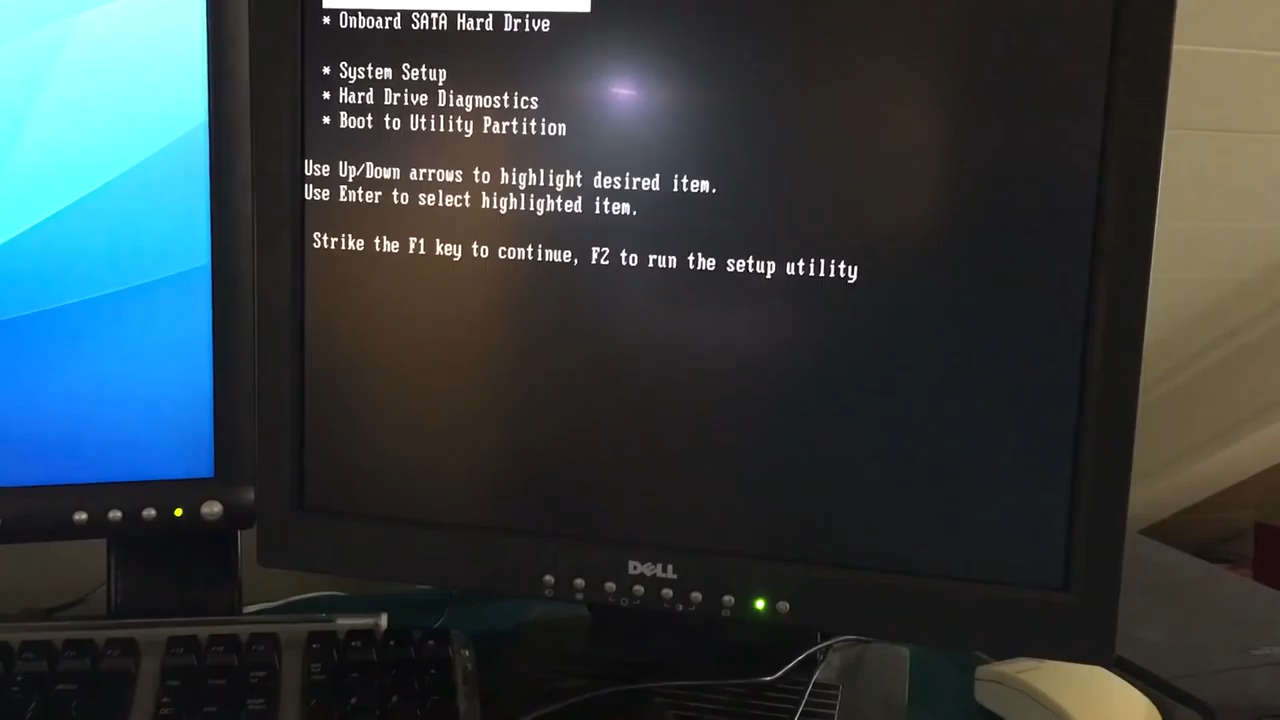 * Onboard SATA Hard Drive
* System Setup
* Hard Drive Diagnostics
* Boot to Utility Partition
Use Up/Down arrows to highlight desired item.
Use Enter to select highlighted item.
Strike the F1 key to continue, F2 to run the setup utility
DELL